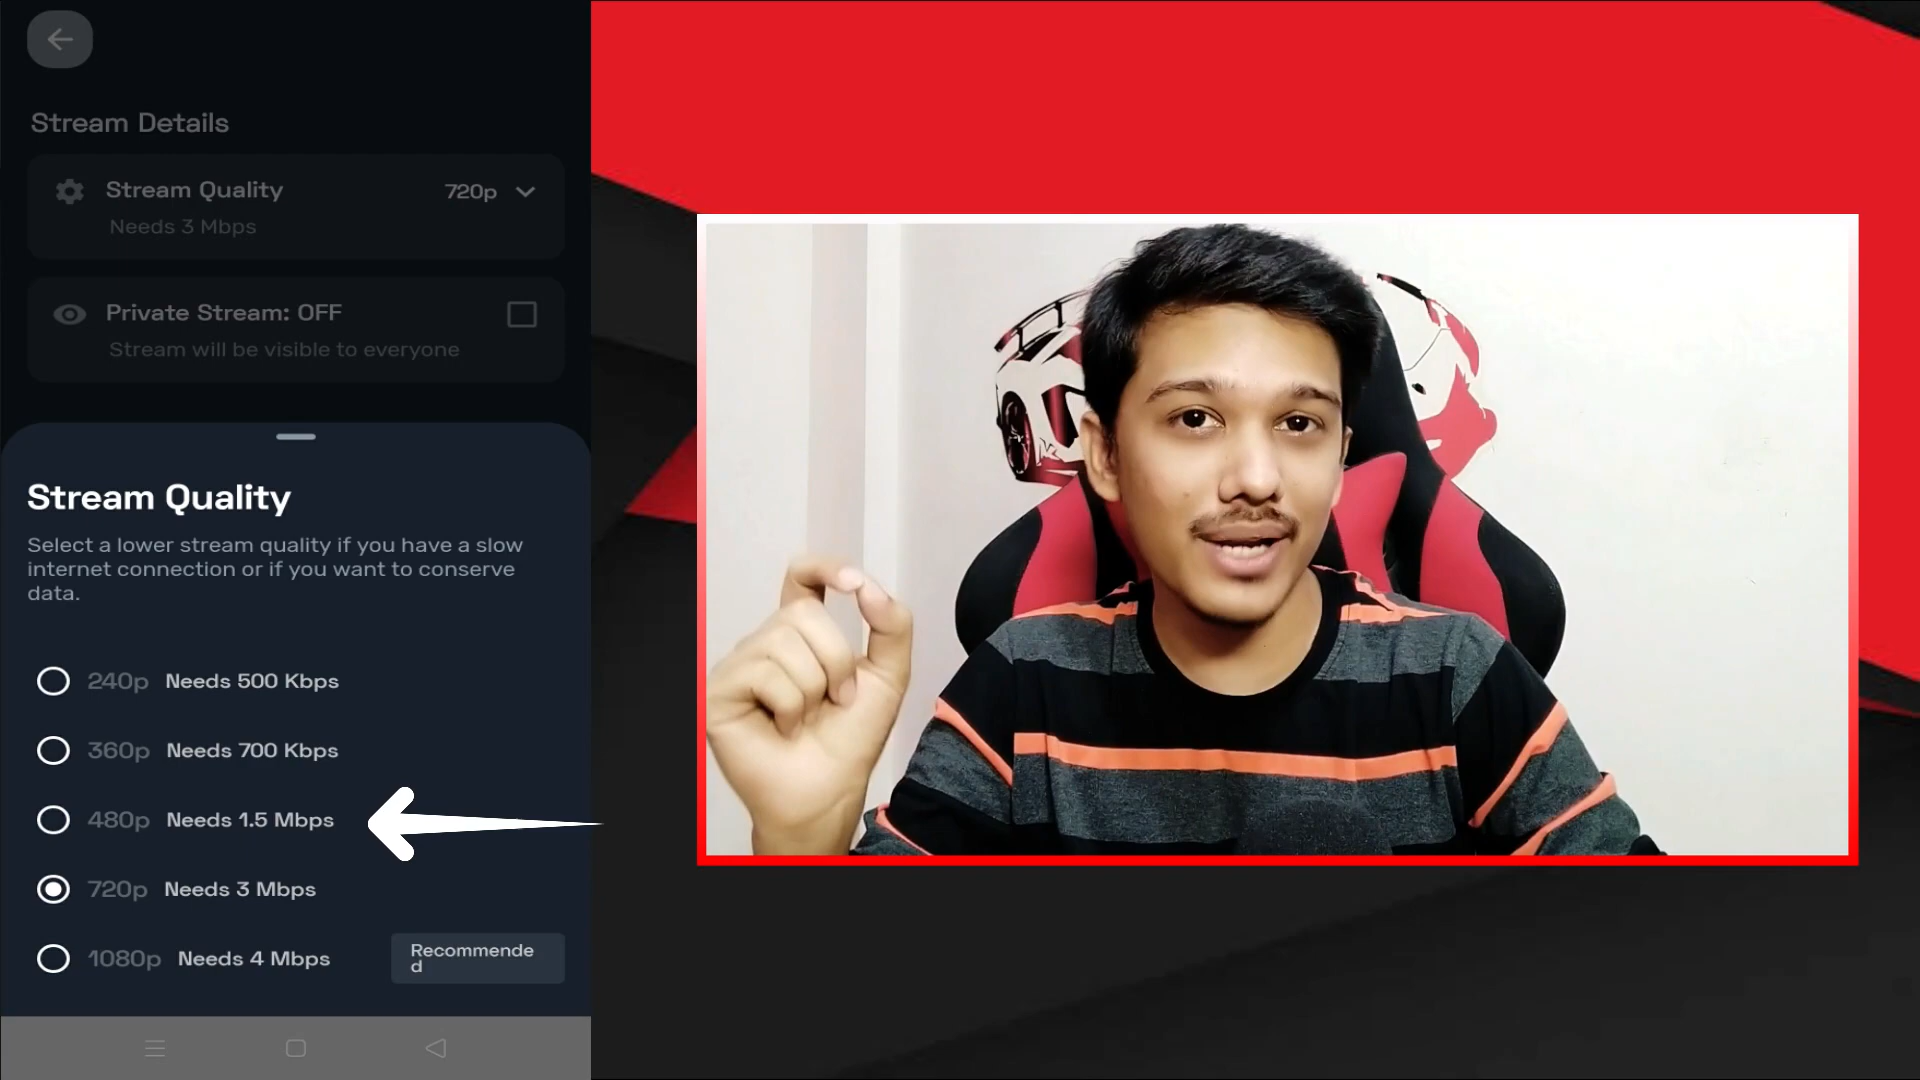 Stream Details
Stream Quality 720p
Needs 3 Mbps
Private Stream: OFF
Stream will be visible to everyone
Stream Quality
Select a lower stream quality if you have a slow
internet connection or if you want to conserve
data.
240p Needs 500 Kbps
360p Needs 700 Kbps
480p Needs 1.5 Mbps
720p Needs 3 Mbps
1080p Needs 4 Mbps
Recommende
d